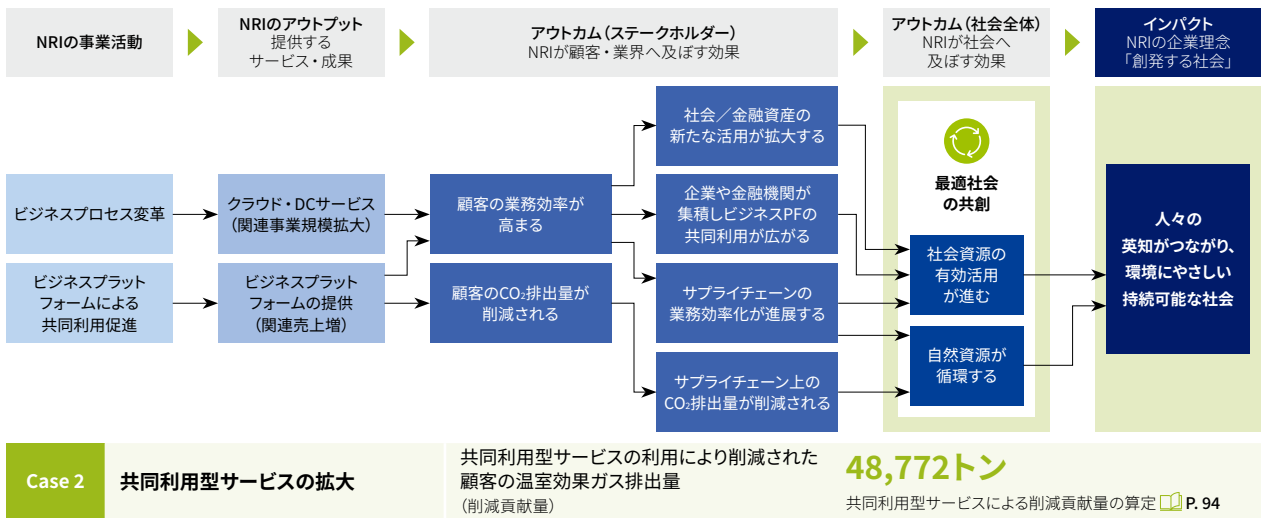 NRIの事業活動
NRIのアウトプット
提供する
サービス・成果
アウトカム(ステークホルダー)
NRIが顧客・業界へ及ぼす効果
アウトカム(社会全体)
NRIが社会へ
及ぼす効果
インパクト
NRIの企業理念
「創発する社会」
ビジネスプロセス変革
ビジネスプラット
フォームによる
共同利用促進
クラウド・DCサービス
(関連事業規模拡大)
ビジネスプラット
フォームの提供
(関連売上増)
顧客の業務効率が
高まる
顧客のCO₂排出量が
削減される
社会／金融資産の
新たな活用が拡大する
企業や金融機関が
集積しビジネスPFの
共同利用が広がる
サプライチェーンの
業務効率化が進展する
サプライチェーン上の
CO₂排出量が削減される
最適社会
の共創
社会資源の
有効活用
が進む
自然資源が
循環する
人々の
英知がつながり、
環境にやさしい
持続可能な社会
Case 2
共同利用型サービスの拡大
共同利用型サービスの利用により削減された
顧客の温室効果ガス排出量
(削減貢献量)
48,772トン
共同利用型サービスによる削減貢献量の算定 P. 94